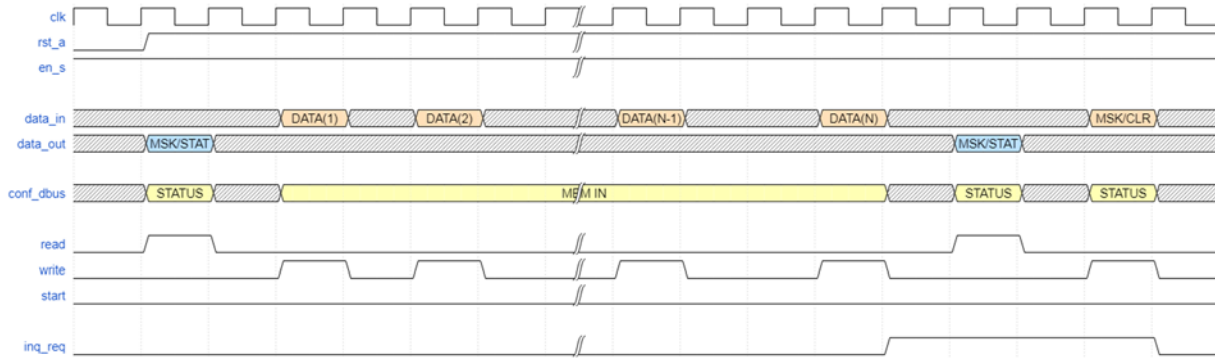 clk
rst_a
en_s
data_in DATA(1) DATA(2) DATA(N-1) DATA(N) MSK/CLR
data_out MSK/STAT MSK/STAT
conf_dbus STATUS MEM IN STATUS STATUS
read
write
start
inq_req